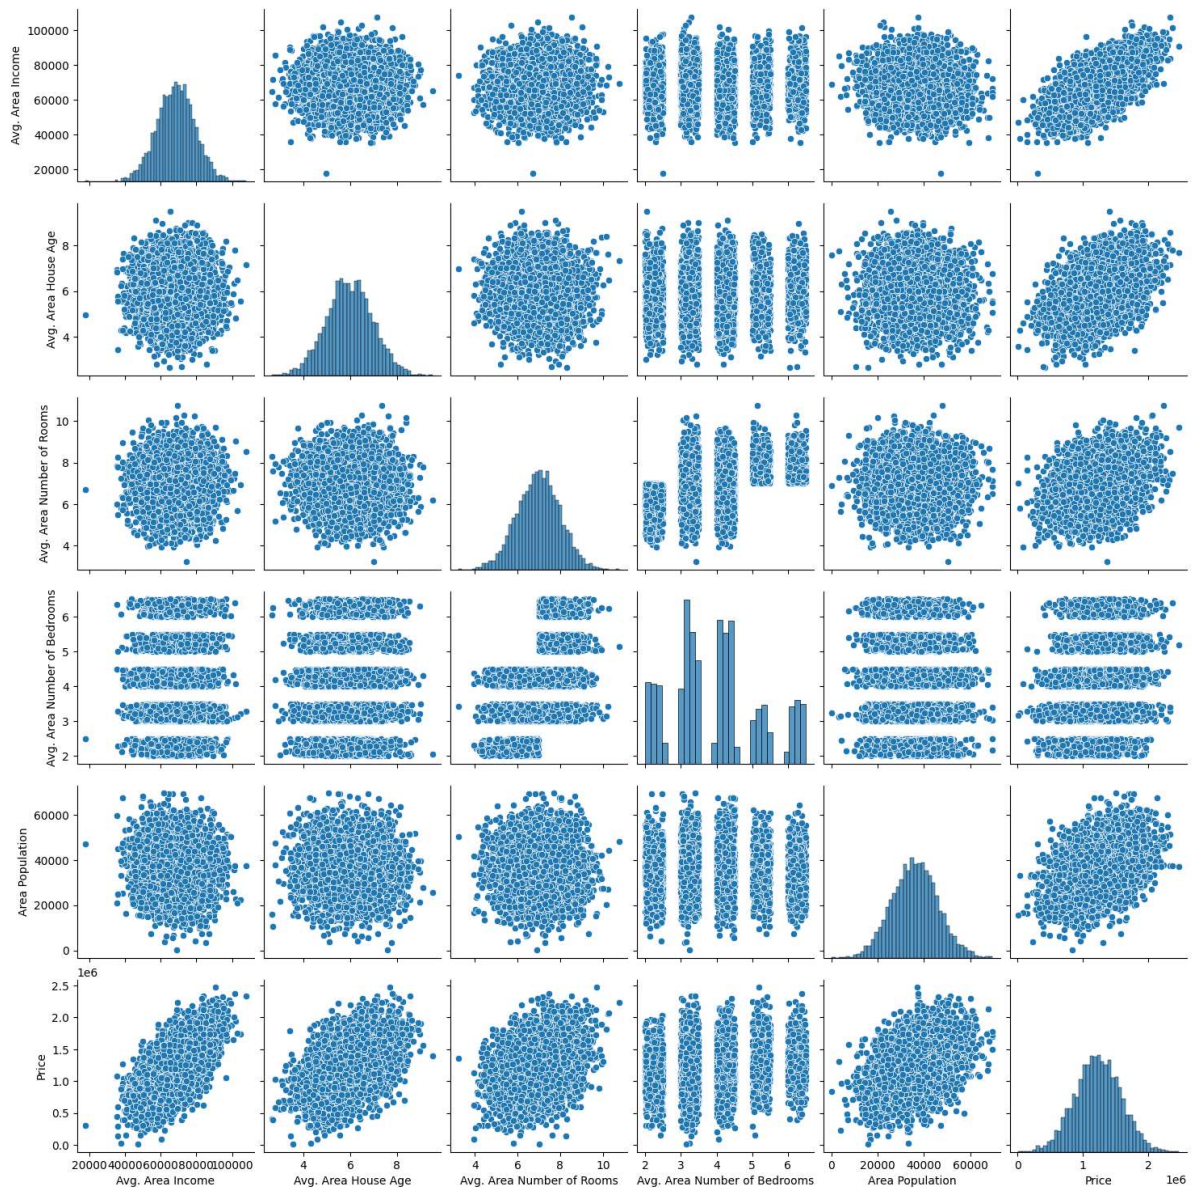 100000
80000
60000
40000
20000
Avg. Area Income
8
6
4
Avg. Area House Age
10
8
6
4
Avg. Area Number of Rooms
6
5
4
3
2
Avg. Area Number of Bedrooms
60000
40000
20000
0
Area Population
1e6
2.5
2.0
1.5
1.0
0.5
0.0
Price
20000 40000 60000 80000 100000
4 6 8
4 6 8 10
2 3 4 5 6
0 20000 40000 60000
0 1 2
1e6
Avg. Area Income
Avg. Area House Age
Avg. Area Number of Rooms
Avg. Area Number of Bedrooms
Area Population
Price